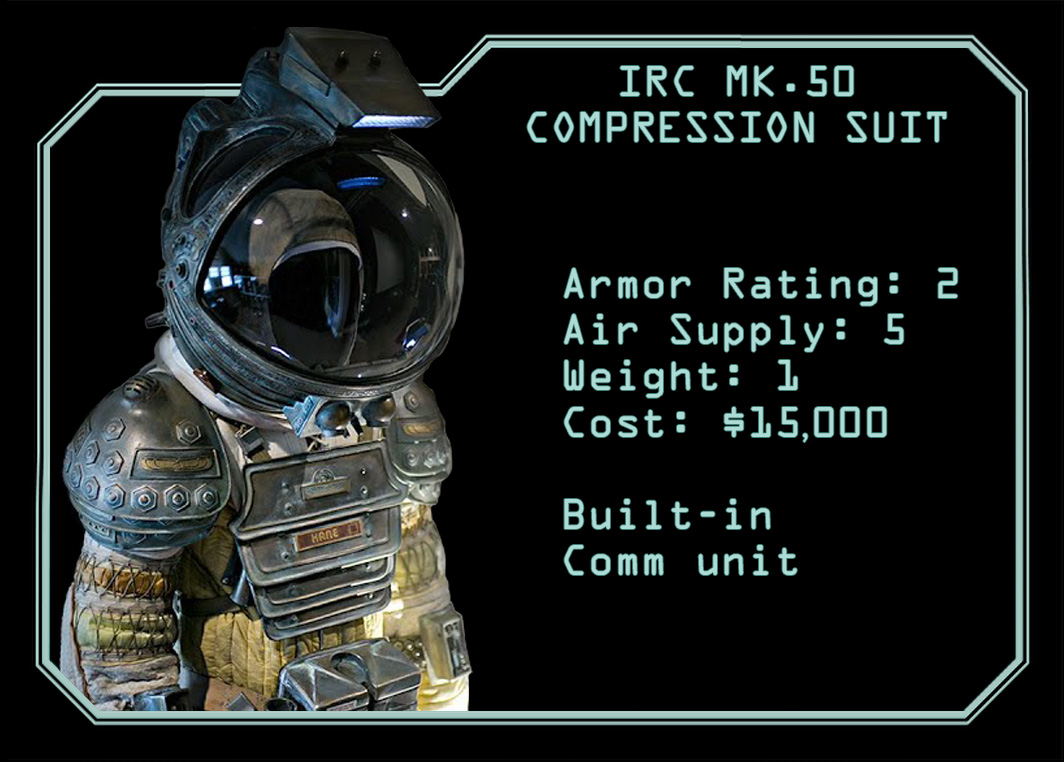 IRC MK.50
COMPRESSION SUIT
Armor Rating: 2
Air Supply: 5
Weight: 1
Cost: $15,000
Built-in
Comm unit
KANE